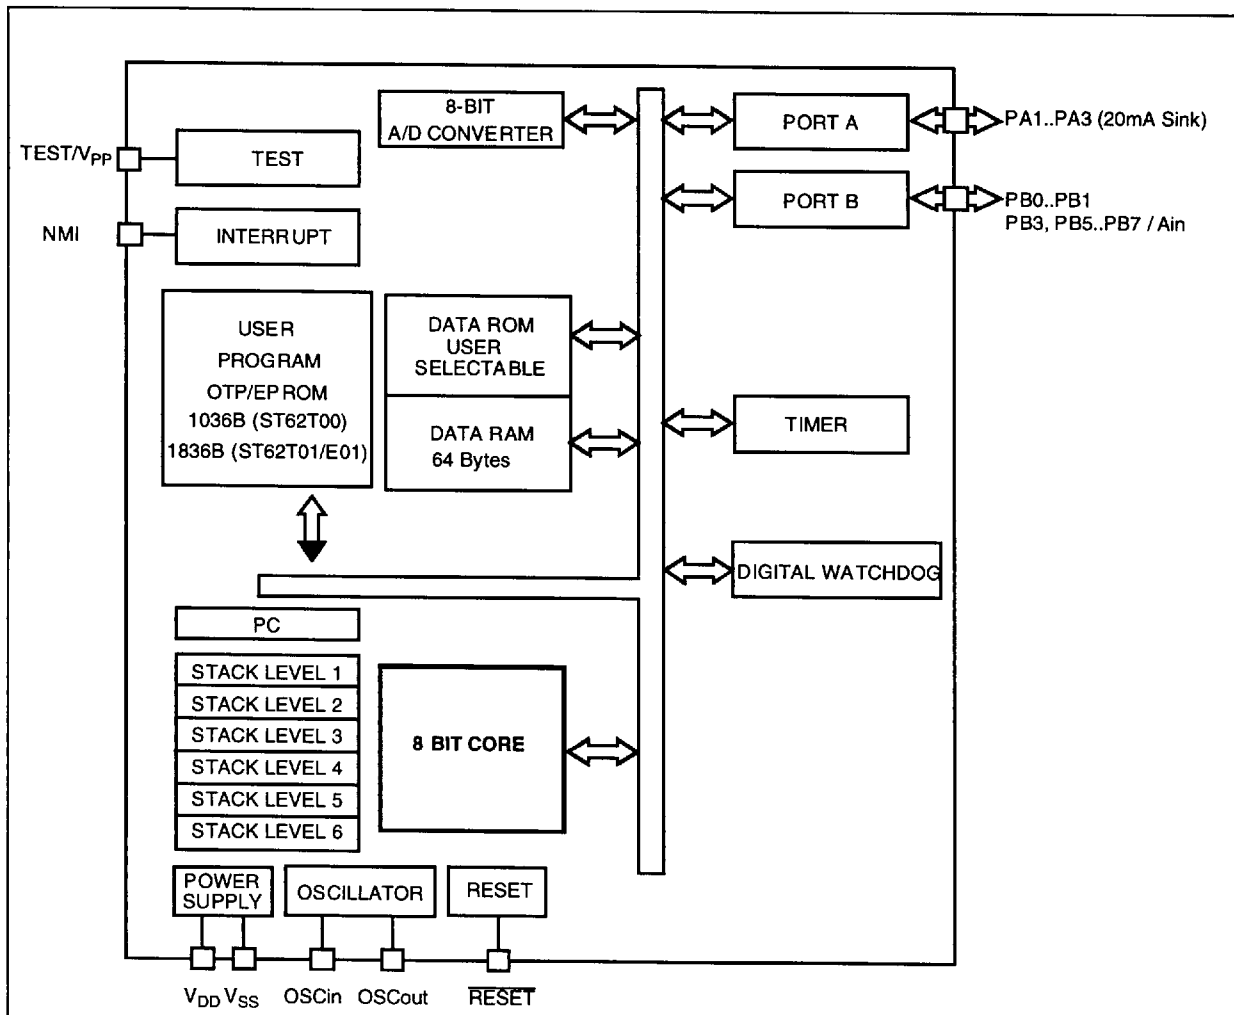 8-BIT
A/D CONVERTER
PORT A
PA1..PA3 (20mA Sink)
TEST/VPP
TEST
PORT B
PB0..PB1
PB3, PB5..PB7 / Ain
NMI
INTERRUPT
USER
PROGRAM
OTP/EPROM
1036B (ST62T00)
1836B (ST62T01/E01)
DATA ROM
USER
SELECTABLE
DATA RAM
64 Bytes
TIMER
DIGITAL WATCHDOG
PC
STACK LEVEL 1
STACK LEVEL 2
STACK LEVEL 3
STACK LEVEL 4
STACK LEVEL 5
STACK LEVEL 6
8 BIT CORE
POWER
SUPPLY
OSCILLATOR
RESET
VDD VSS OSCin OSCout RESET